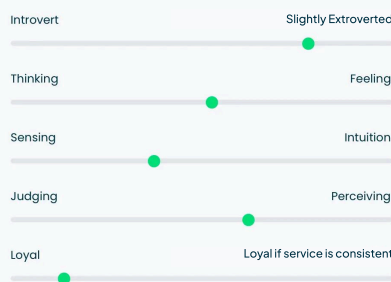 Introvert Slightly Extroverted
Thinking Feeling
Sensing Intuition
Judging Perceiving
Loyal Loyal if service is consistent